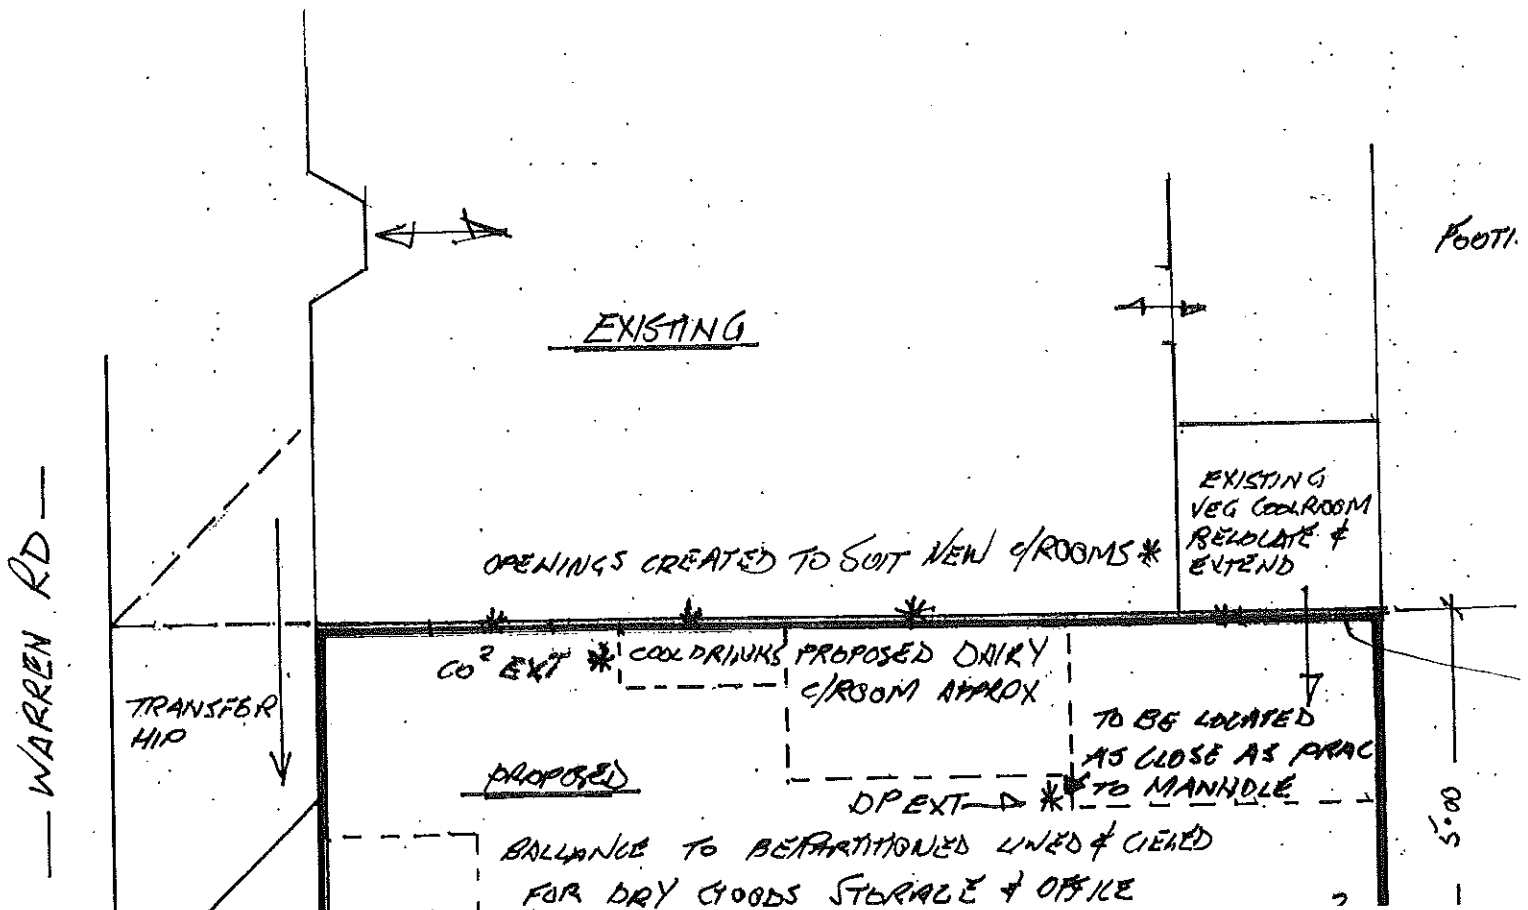 FOOTI.
EXISTING
EXISTING
VEG COOLROOM
RELOCATE &
EXTEND
OPENINGS CREATED TO SUIT NEW C/ROOMS *
— WARREN RD —
CO² EXT *
COOLDRINKS
PROPOSED DAIRY
C/ROOM APPROX
TRANSFER
HIP
TO BE LOCATED
AS CLOSE AS PRAC
TO MANHOLE
PROPOSED
DP EXT *
5.00
BALLANCE TO BE PARTITIONED LINED & CIELED
FOR DRY GOODS STORAGE & OFFICE
2